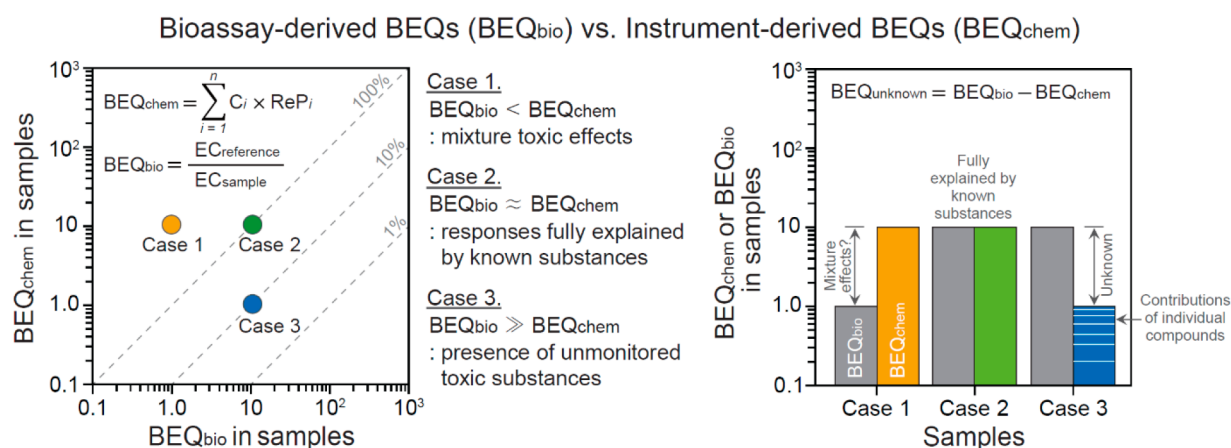 Bioassay-derived BEQs (BEQbio) vs. Instrument-derived BEQs (BEQchem)
BEQchem in samples
10³
10²
10
1.0
0.1
0.1
1.0
10
10²
10³
BEQbio in samples
BEQchem = n ∑ i = 1 Ci × RePi
BEQbio = ECreference / ECsample
100%
10%
1%
Case 1
Case 2
Case 3
Case 1.
BEQbio < BEQchem
: mixture toxic effects
Case 2.
BEQbio ≈ BEQchem
: responses fully explained
by known substances
Case 3.
BEQbio ≫ BEQchem
: presence of unmonitored
toxic substances
BEQchem or BEQbio
in samples
10³
10²
10
1.0
0.1
BEQunknown = BEQbio − BEQchem
Fully
explained by
known
substances
Mixture
effects?
BEQbio
BEQchem
Unknown
Contributions
of individual
compounds
Case 1
Case 2
Case 3
Samples